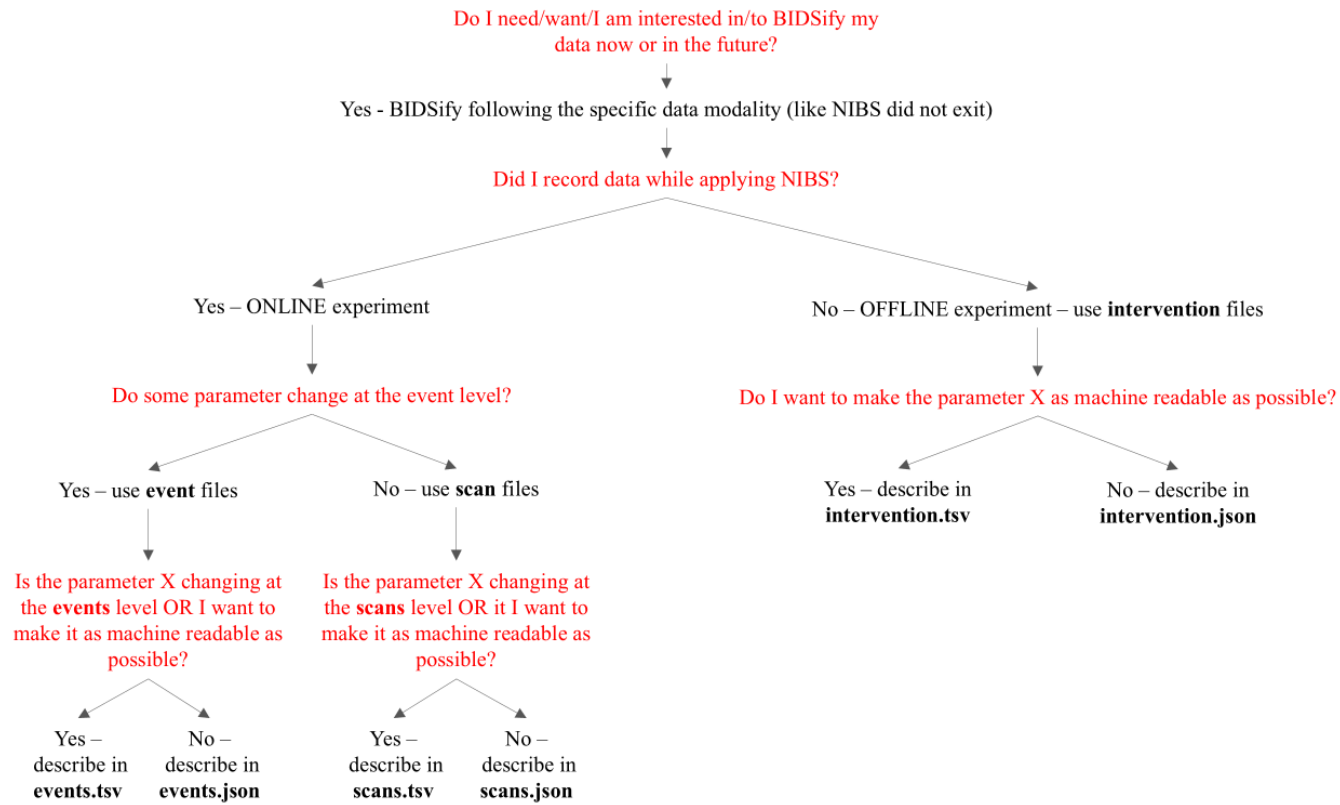 Do I need/want/I am interested in/to BIDSify my
data now or in the future?
Yes - BIDSify following the specific data modality (like NIBS did not exit)
Did I record data while applying NIBS?
Yes – ONLINE experiment
No – OFFLINE experiment – use intervention files
Do some parameter change at the event level?
Do I want to make the parameter X as machine readable as possible?
Yes – use event files
No – use scan files
Yes – describe in
intervention.tsv
No – describe in
intervention.json
Is the parameter X changing at
the events level OR I want to
make it as machine readable as
possible?
Is the parameter X changing at
the scans level OR it I want to
make it as machine readable as
possible?
Yes –
describe in
events.tsv
No –
describe in
events.json
Yes –
describe in
scans.tsv
No –
describe in
scans.json